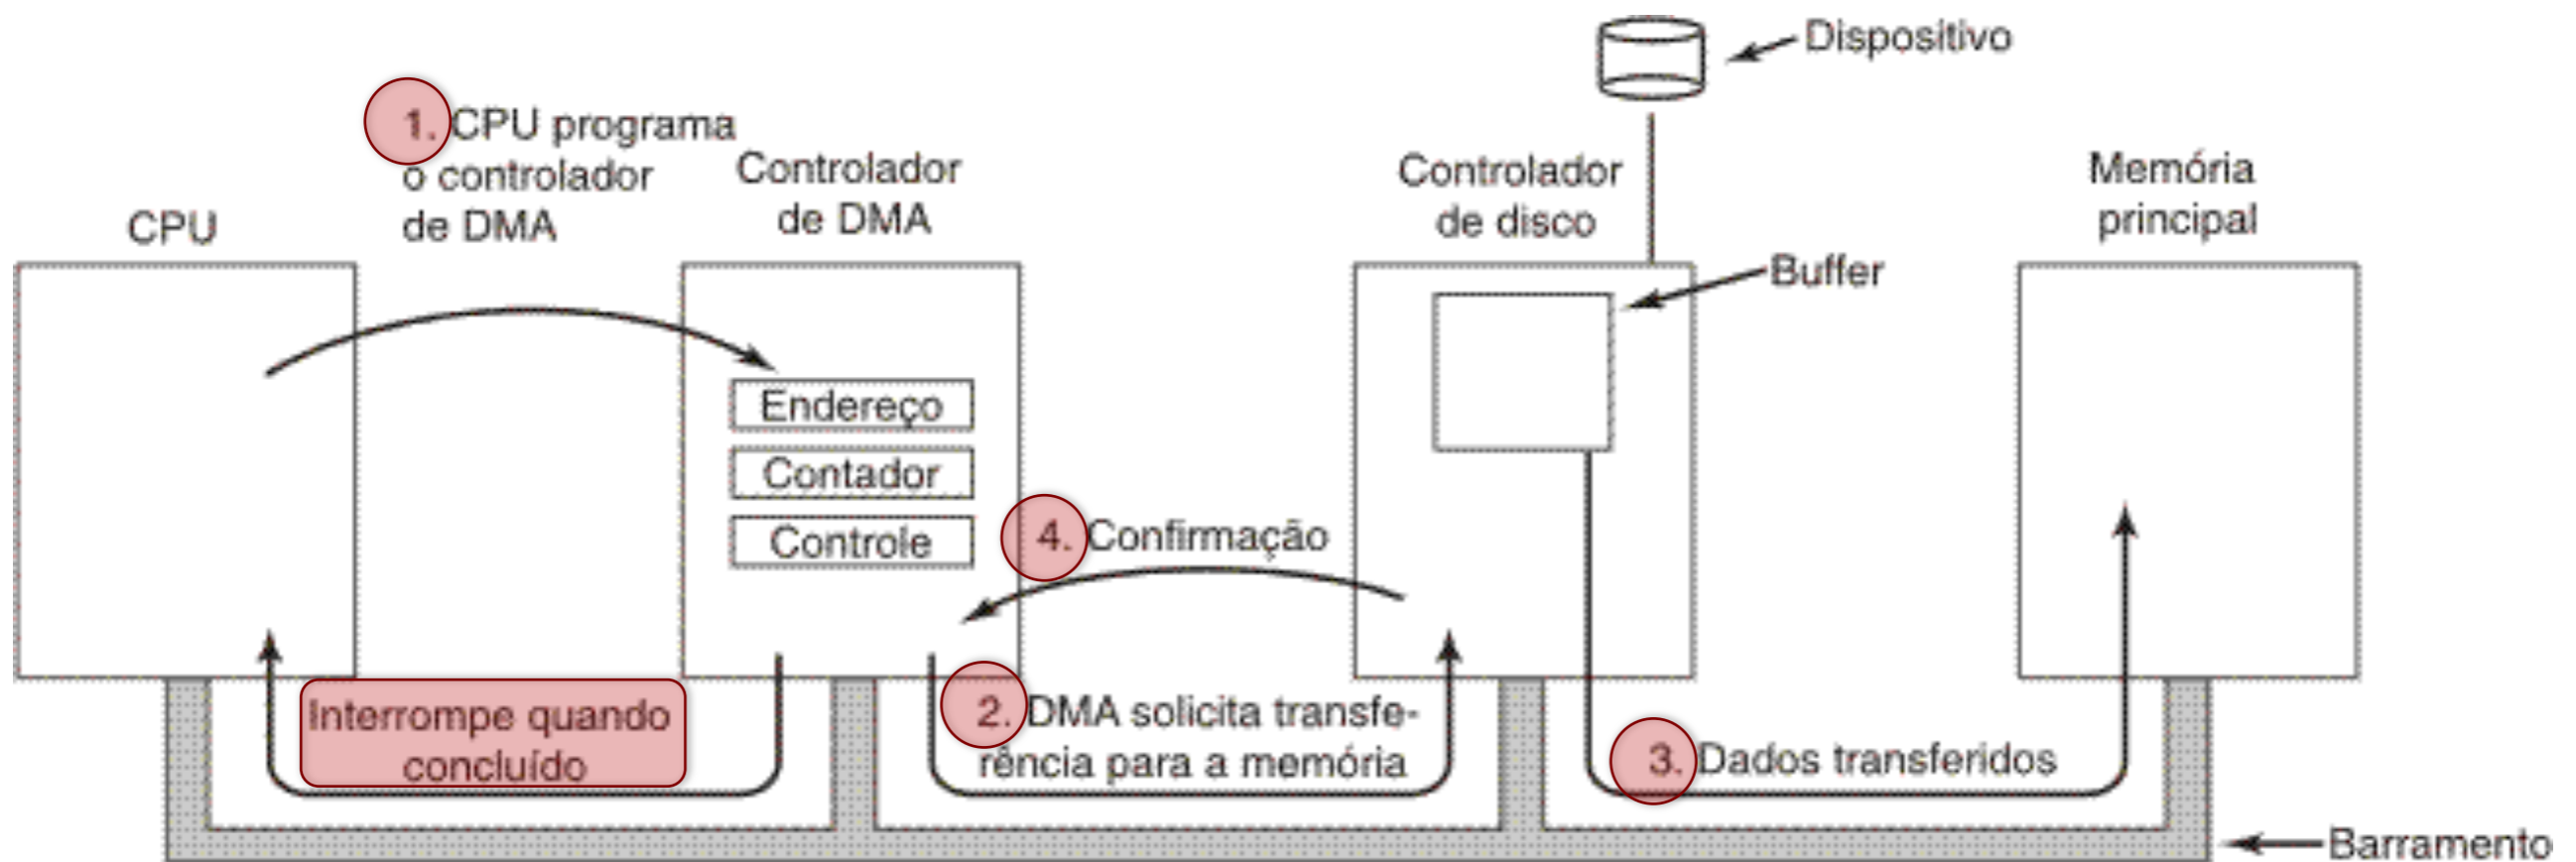 Dispositivo
1. CPU programa
o controlador
de DMA
Controlador
de DMA
Controlador
de disco
Memória
principal
CPU
Buffer
Endereço
Contador
Controle
4. Confirmação
Interrompe quando
concluído
2. DMA solicita transfe-
rência para a memória
3. Dados transferidos
Barramento